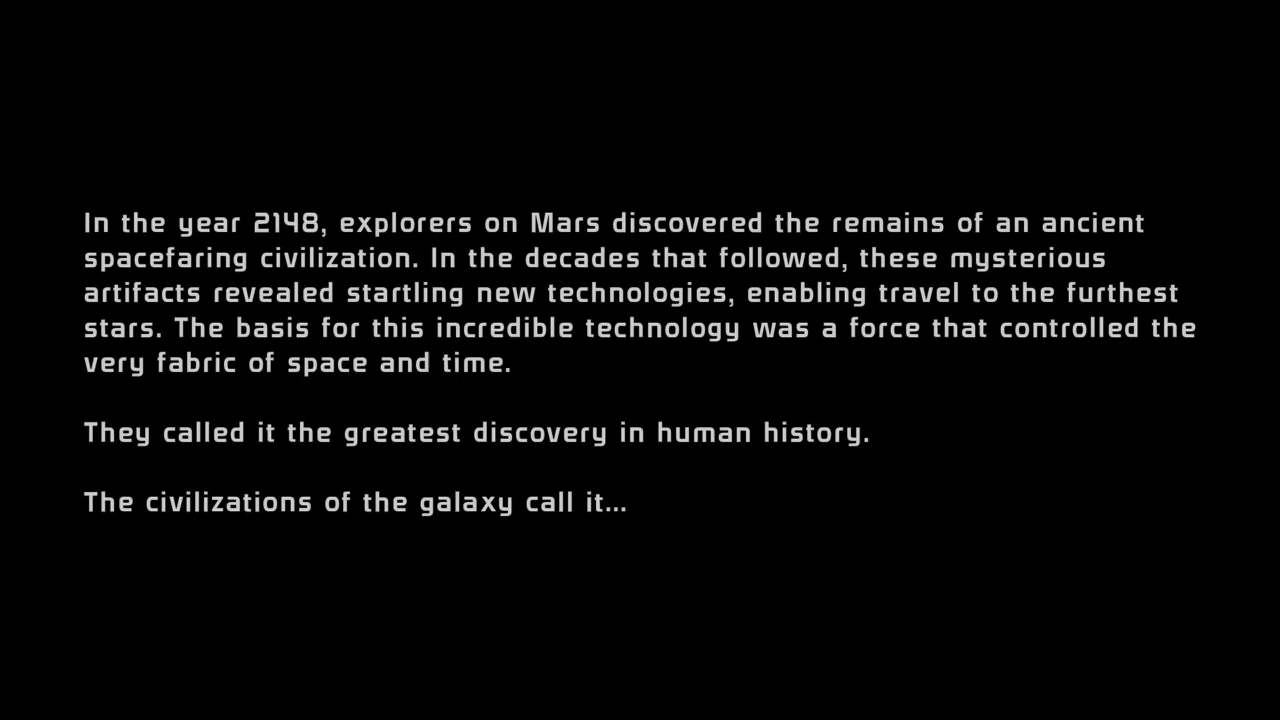 In the year 2148, explorers on Mars discovered the remains of an ancient
spacefaring civilization. In the decades that followed, these mysterious
artifacts revealed startling new technologies, enabling travel to the furthest
stars. The basis for this incredible technology was a force that controlled the
very fabric of space and time.
They called it the greatest discovery in human history.
The civilizations of the galaxy call it...